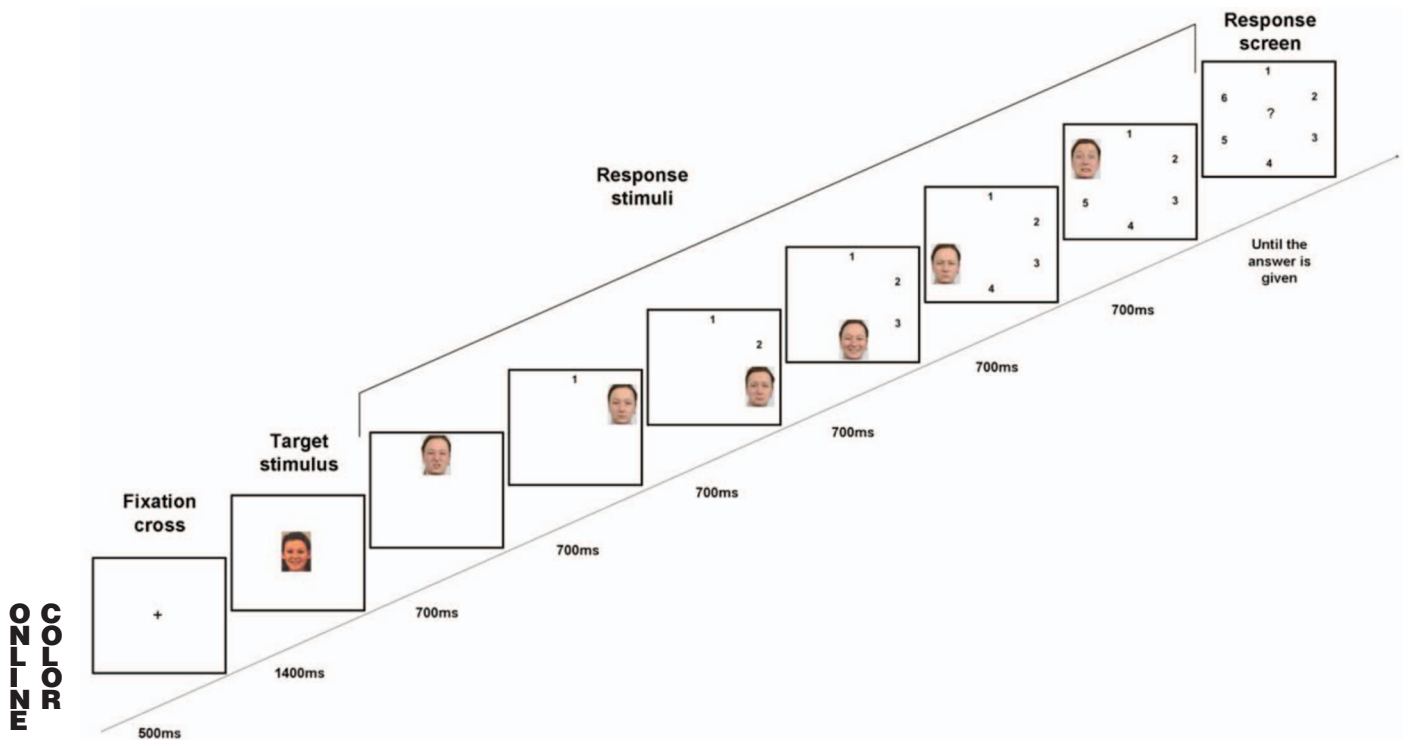 Fixation
cross
+
500ms
Target
stimulus
1400ms
Response
stimuli
700ms
1
700ms
1
2
700ms
1
2
3
700ms
1
2
3
4
700ms
1
2
3
4
5
700ms
Response
screen
1
6 2
?
5 3
4
Until the
answer is
given
ONLINE
COLOR